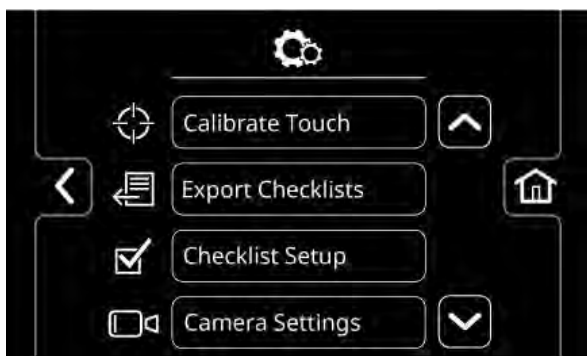 Calibrate Touch
Export Checklists
Checklist Setup
Camera Settings